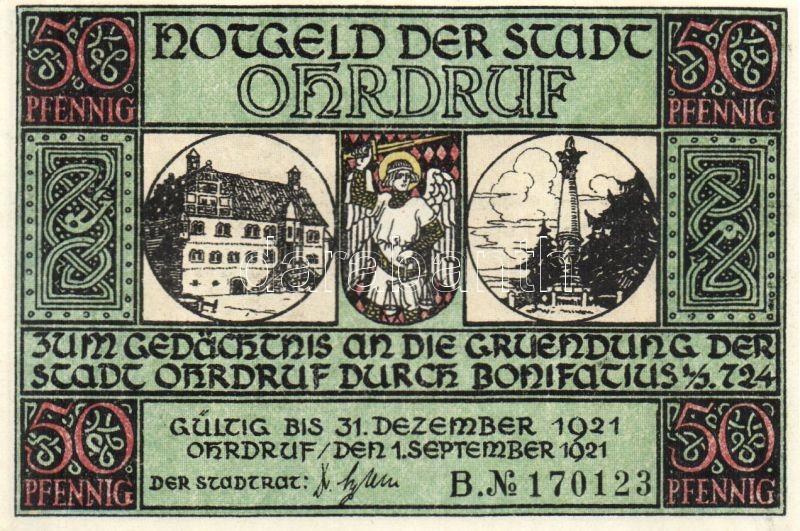 50 PFENNIG
NOTGELD DER STADT
OHRDRUF
50 PFENNIG
darabanth
ZUM GEDÄCHTNIS AN DIE GRUENDUNG DER
STADT OHRDRUF DURCH BONIFATIUS 724
50 PFENNIG
GÜLTIG BIS 31. DEZEMBER 1921
OHRDRUF/DEN 1. SEPTEMBER 1921
DER STADTRAT:
B.№ 170123
50 PFENNIG